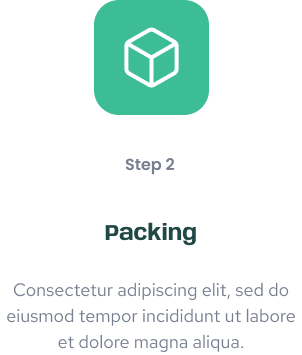 Step 2
Packing
Consectetur adipiscing elit, sed do
eiusmod tempor incididunt ut labore
et dolore magna aliqua.